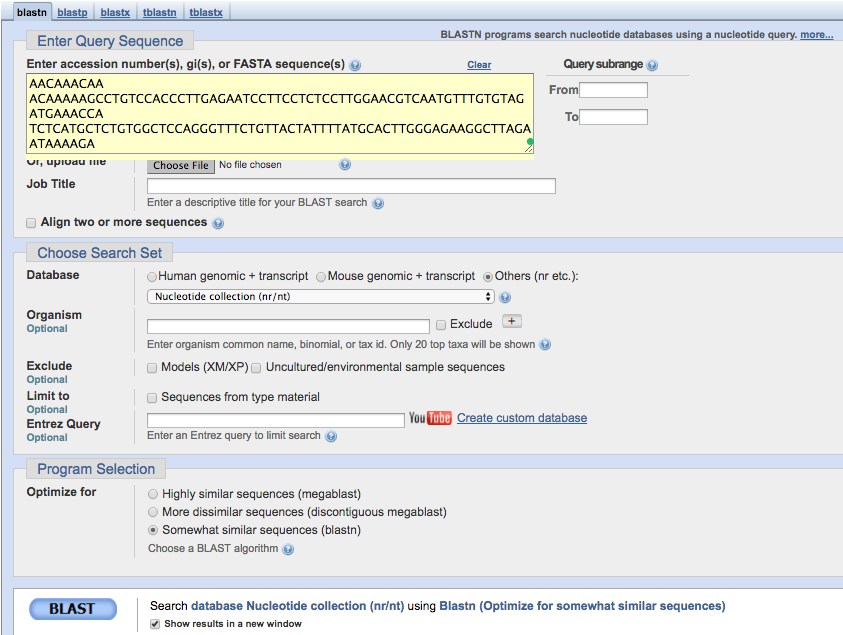 blastn blastp blastx tblastn tblastx
BLASTN programs search nucleotide databases using a nucleotide query. more...
Enter Query Sequence
Enter accession number(s), gi(s), or FASTA sequence(s) Clear Query subrange
AACAAACAA
ACAAAAAGCCTGTCCACCCTTGAGAATCCTTCCTCTCCTTGGAACGTCAATGTTTGTGTAG
ATGAAACCA
TCTCATGCTCTGTGGCTCCAGGGTTTCTGTTACTATTTTATGCACTTGGGAGAAGGCTTAGA
ATAAAAGA
From
To
Or, upload file Choose File No file chosen
Job Title
Enter a descriptive title for your BLAST search
Align two or more sequences
Choose Search Set
Database Human genomic + transcript Mouse genomic + transcript Others (nr etc.):
Nucleotide collection (nr/nt)
Organism
Optional
Exclude +
Enter organism common name, binomial, or tax id. Only 20 top taxa will be shown
Exclude Models (XM/XP) Uncultured/environmental sample sequences
Optional
Limit to Sequences from type material
Optional
Entrez Query YouTube Create custom database
Optional Enter an Entrez query to limit search
Program Selection
Optimize for
Highly similar sequences (megablast)
More dissimilar sequences (discontiguous megablast)
Somewhat similar sequences (blastn)
Choose a BLAST algorithm
BLAST Search database Nucleotide collection (nr/nt) using Blastn (Optimize for somewhat similar sequences)
Show results in a new window